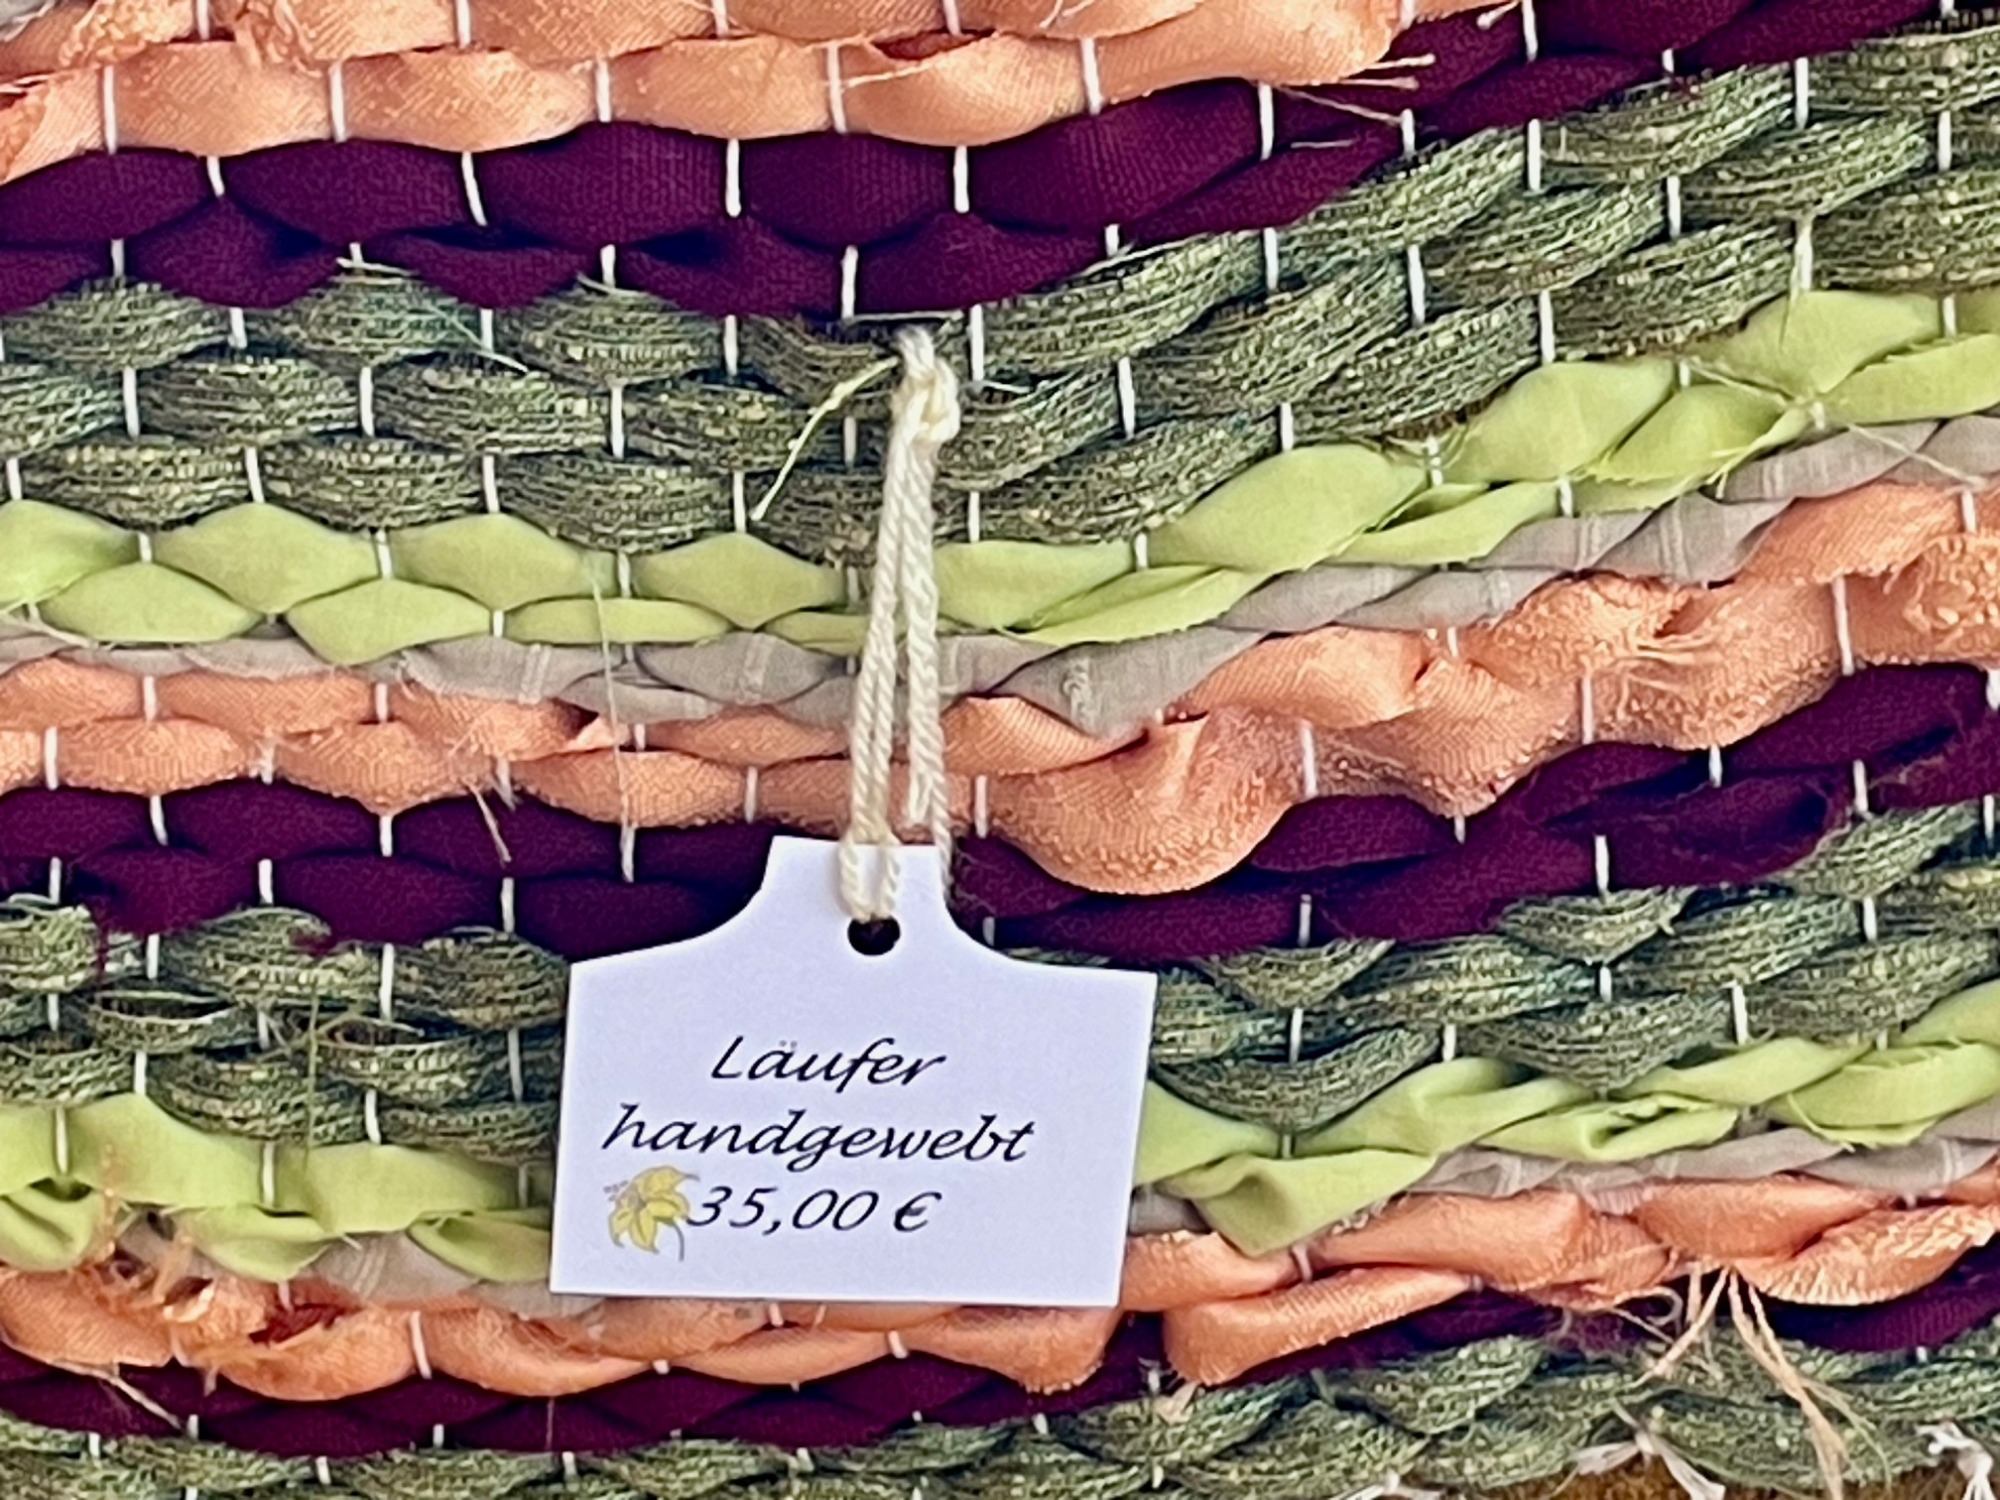 Läufer
handgewebt
35,00 €